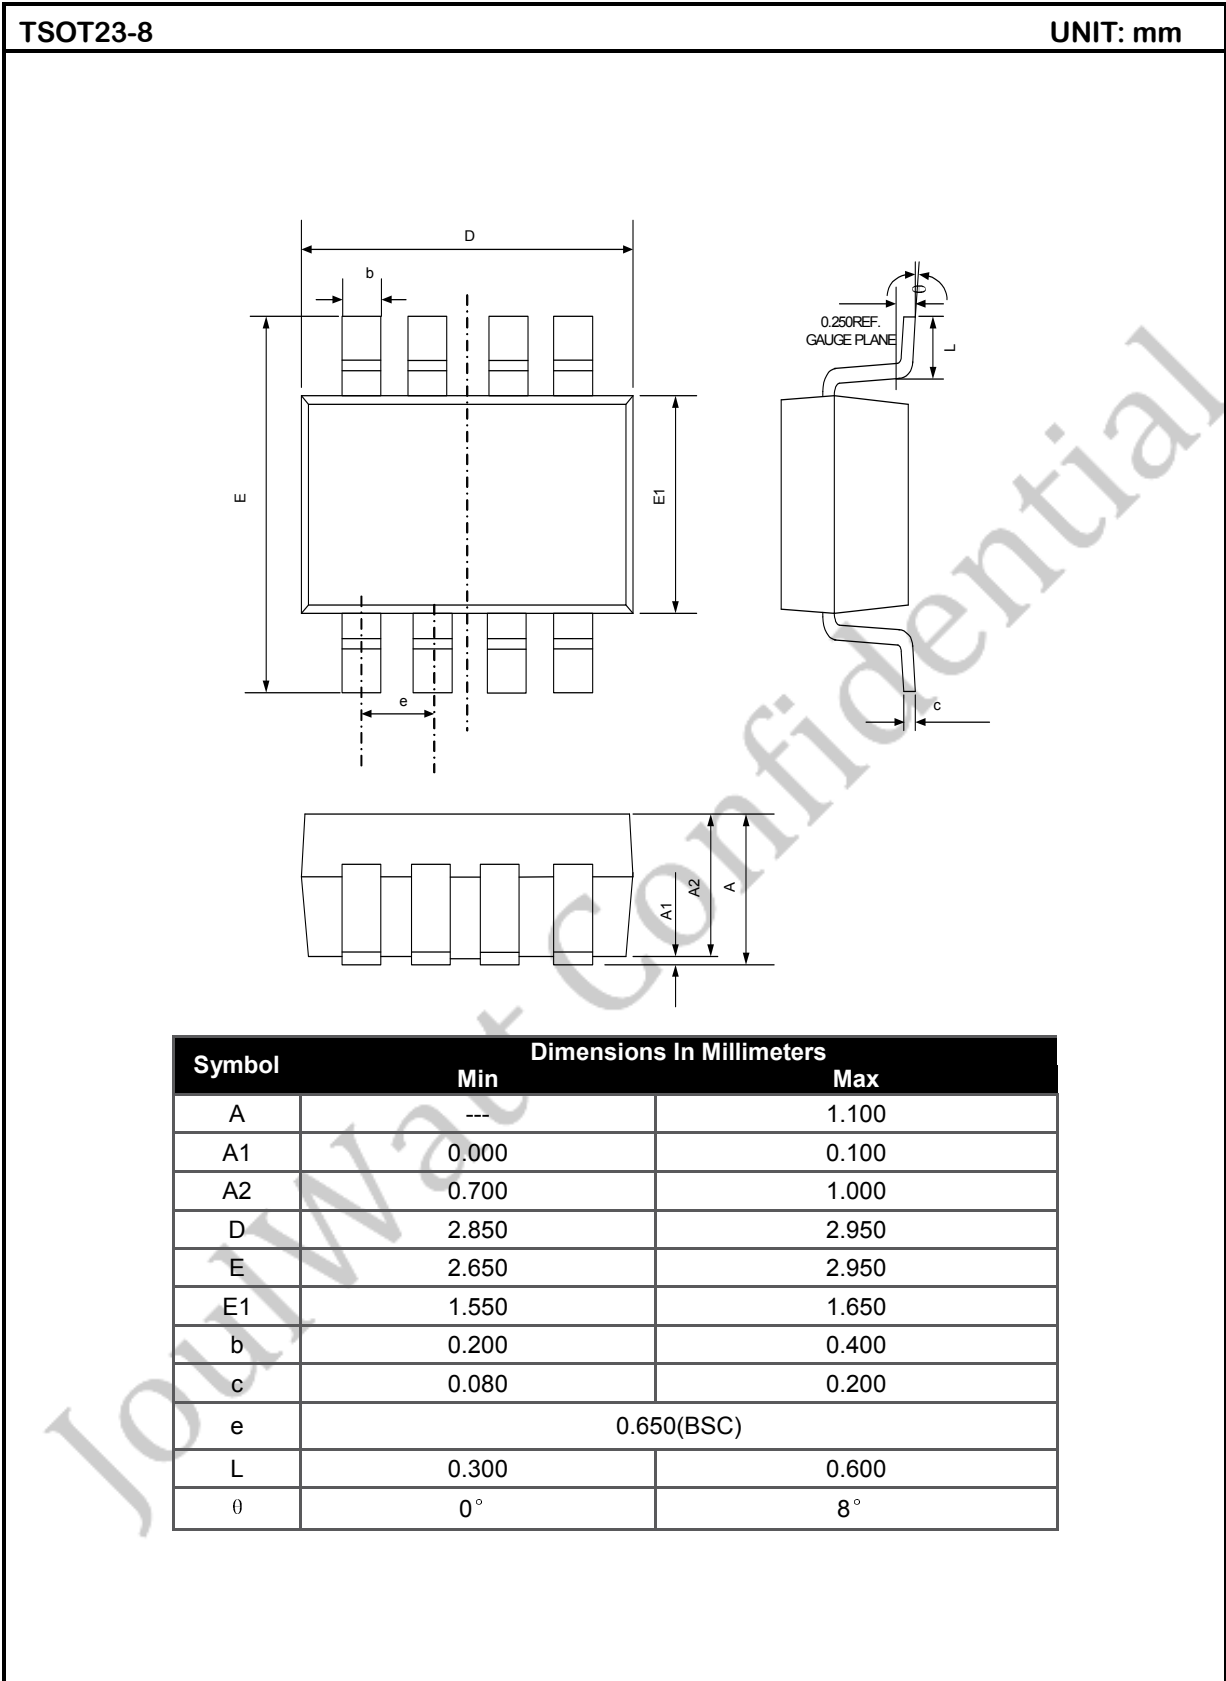 TSOT23-8 UNIT: mm
D
b
E
E1
e
0.250REF.
GAUGE PLANE
θ
L
c
A1
A2
A
Symbol Dimensions In Millimeters
Min Max
A --- 1.100
A1 0.000 0.100
A2 0.700 1.000
D 2.850 2.950
E 2.650 2.950
E1 1.550 1.650
b 0.200 0.400
c 0.080 0.200
e 0.650(BSC)
L 0.300 0.600
θ 0° 8°
JoulWat Confidential